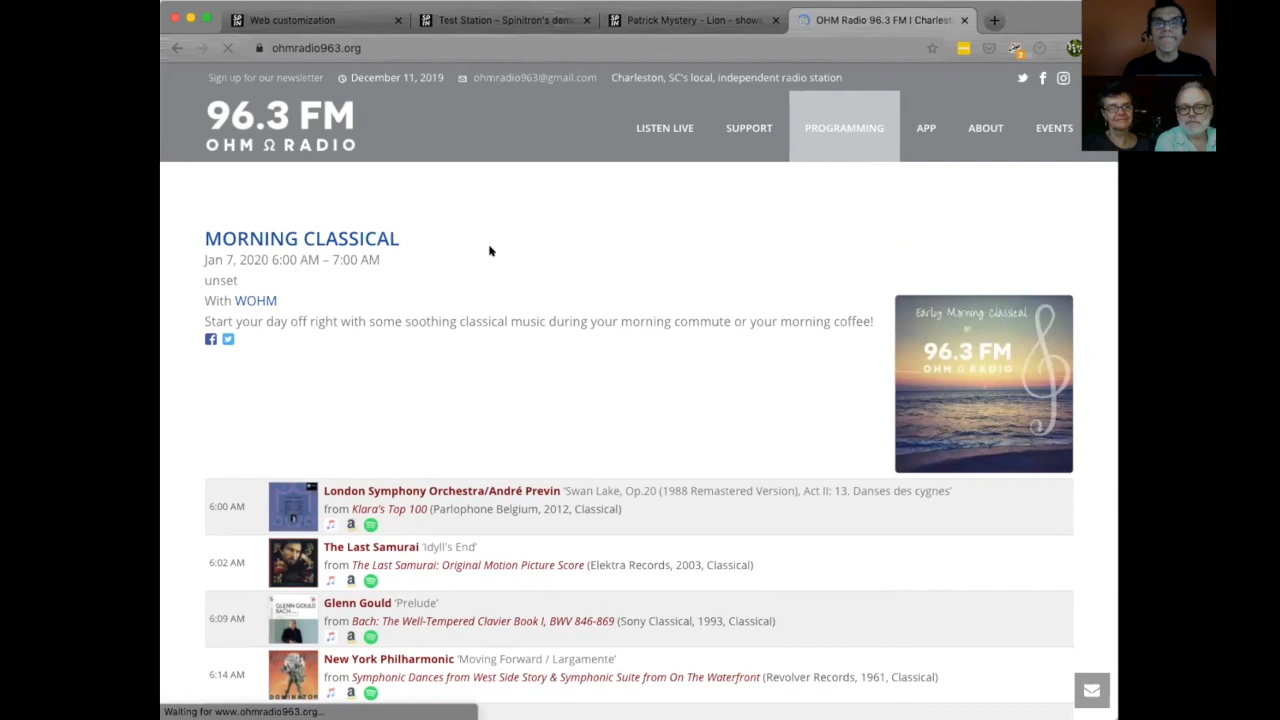 Web customization
Test Station – Spinitron's dem
Patrick Mystery - Lion – shows
OHM Radio 96.3 FM | Charlest
ohmradio963.org
Sign up for our newsletter December 11, 2019 ohmradio963@gmail.com Charleston, SC's local, independent radio station
96.3 FM
OHM Ω RADIO
LISTEN LIVE SUPPORT PROGRAMMING APP ABOUT EVENTS
MORNING CLASSICAL
Jan 7, 2020 6:00 AM – 7:00 AM
unset
With WOHM
Start your day off right with some soothing classical music during your morning commute or your morning coffee!
Early Morning Classical
on
96.3 FM
OHM Ω RADIO
6:00 AM
London Symphony Orchestra/André Previn 'Swan Lake, Op.20 (1988 Remastered Version), Act II: 13. Danses des cygnes'
from Klara's Top 100 (Parlophone Belgium, 2012, Classical)
6:02 AM
The Last Samurai 'Idyll's End'
from The Last Samurai: Original Motion Picture Score (Elektra Records, 2003, Classical)
6:09 AM
GLENN GOULD
BACH
Glenn Gould 'Prelude'
from Bach: The Well-Tempered Clavier Book I, BWV 846-869 (Sony Classical, 1993, Classical)
6:14 AM
DOMINATOR
New York Philharmonic 'Moving Forward / Largamente'
from Symphonic Dances from West Side Story & Symphonic Suite from On The Waterfront (Revolver Records, 1961, Classical)
Waiting for www.ohmradio963.org...